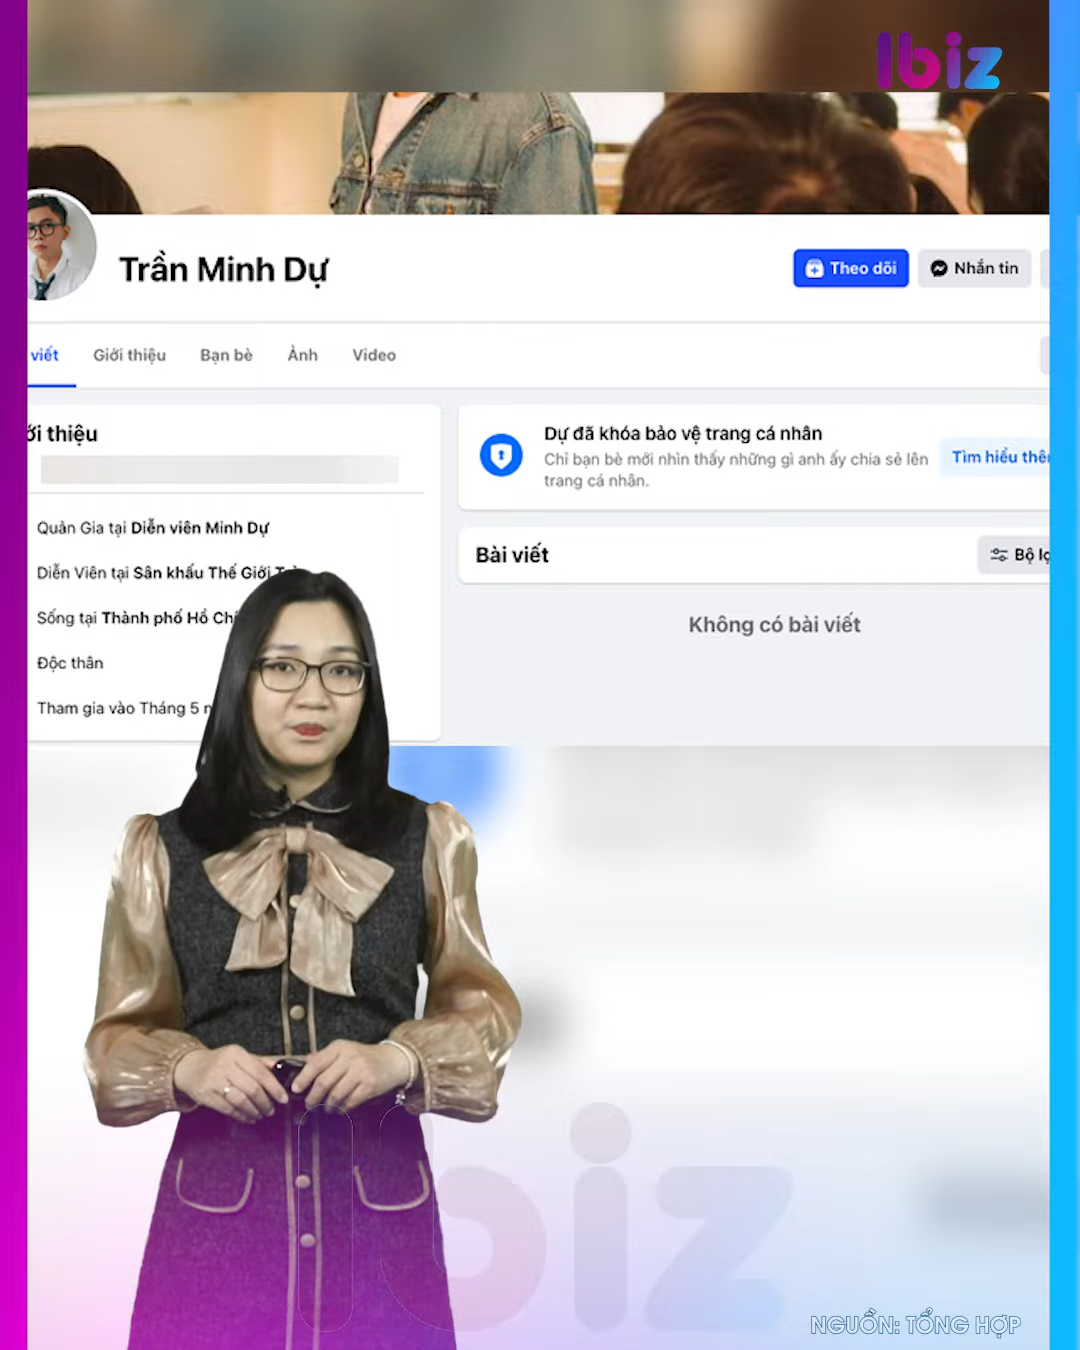 lbiz
Trần Minh Dự
Theo dõi
Nhắn tin
viết
Giới thiệu
Bạn bè
Ảnh
Video
ới thiệu
Dự đã khóa bảo vệ trang cá nhân
Chỉ bạn bè mới nhìn thấy những gì anh ấy chia sẻ lên
trang cá nhân.
Tìm hiểu thêm
Quản Gia tại Diễn viên Minh Dự
Diễn Viên tại Sân khấu Thế Giới
Sống tại Thành phố Hồ Chí
Độc thân
Tham gia vào Tháng 5
Bài viết
Bộ lọ
Không có bài viết
lbiz
NGUỒN: TỔNG HỢP